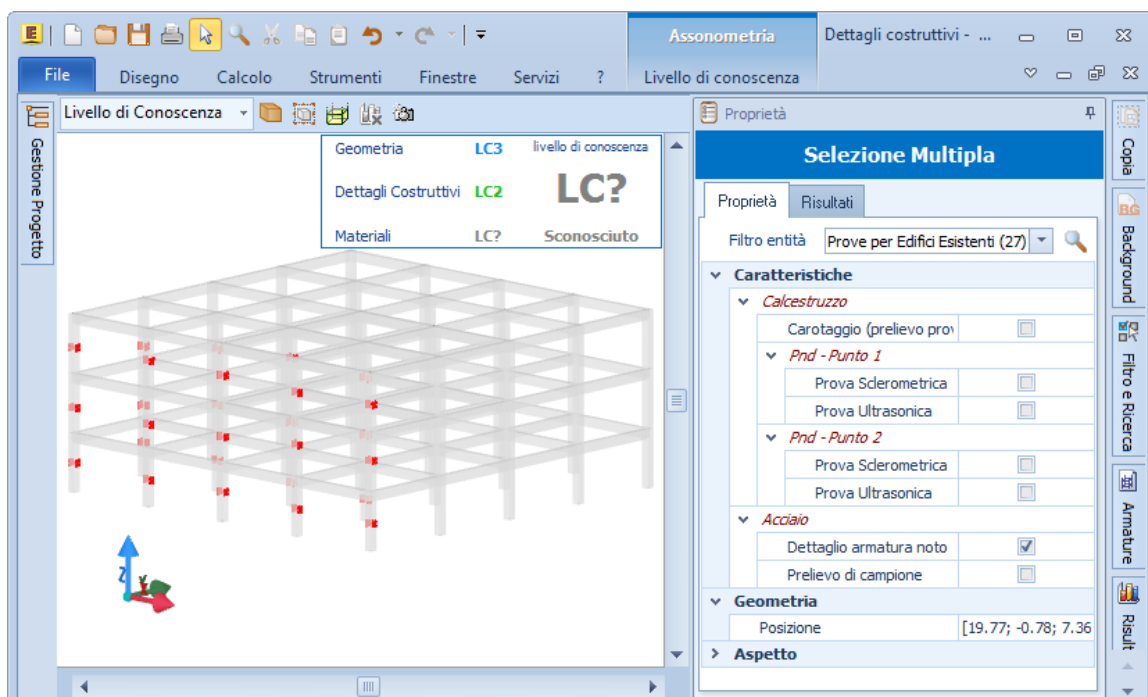 Assonometria
Dettagli costruttivi - ...
File
Disegno
Calcolo
Strumenti
Finestre
Servizi
?
Livello di conoscenza
Gestione Progetto
Livello di Conoscenza
Geometria LC3
Dettagli Costruttivi LC2
Materiali LC?
livello di conoscenza
LC?
Sconosciuto
Z
Y
Proprietà
Selezione Multipla
Proprietà Risultati
Filtro entità Prove per Edifici Esistenti (27)
Caratteristiche
Calcestruzzo
Carotaggio (prelievo prov
Pnd - Punto 1
Prova Sclerometrica
Prova Ultrasonica
Pnd - Punto 2
Prova Sclerometrica
Prova Ultrasonica
Acciaio
Dettaglio armatura noto
Prelievo di campione
Geometria
Posizione [19.77; -0.78; 7.36
Aspetto
Copia
BG
Background
Filtro e Ricerca
Armature
Risult